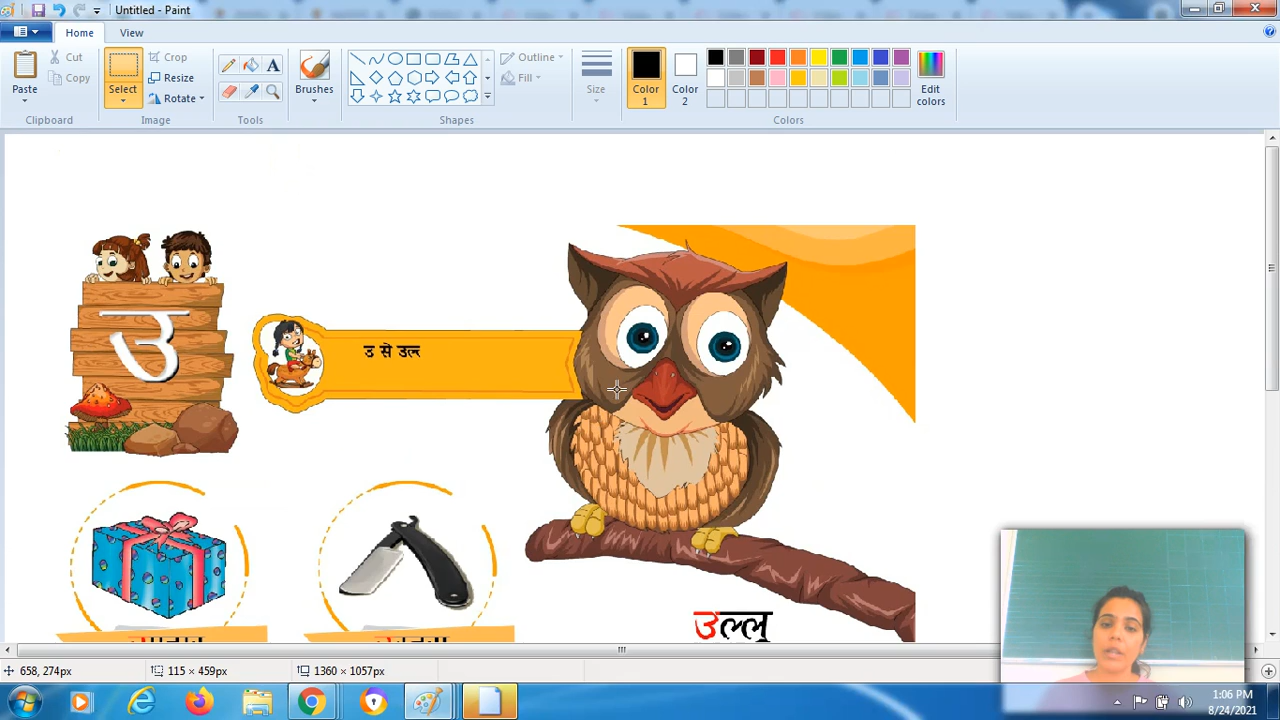 Untitled - Paint
Home View
Paste
Cut
Copy
Clipboard
Select
Crop
Resize
Rotate
Image
A
Tools
Brushes
Outline
Fill
Shapes
Size
Color 1
Color 2
Edit colors
Colors
उ
उ से उल्ल
उल्लू
658, 274px
115 × 459px
1360 × 1057px
1:06 PM
8/24/2021